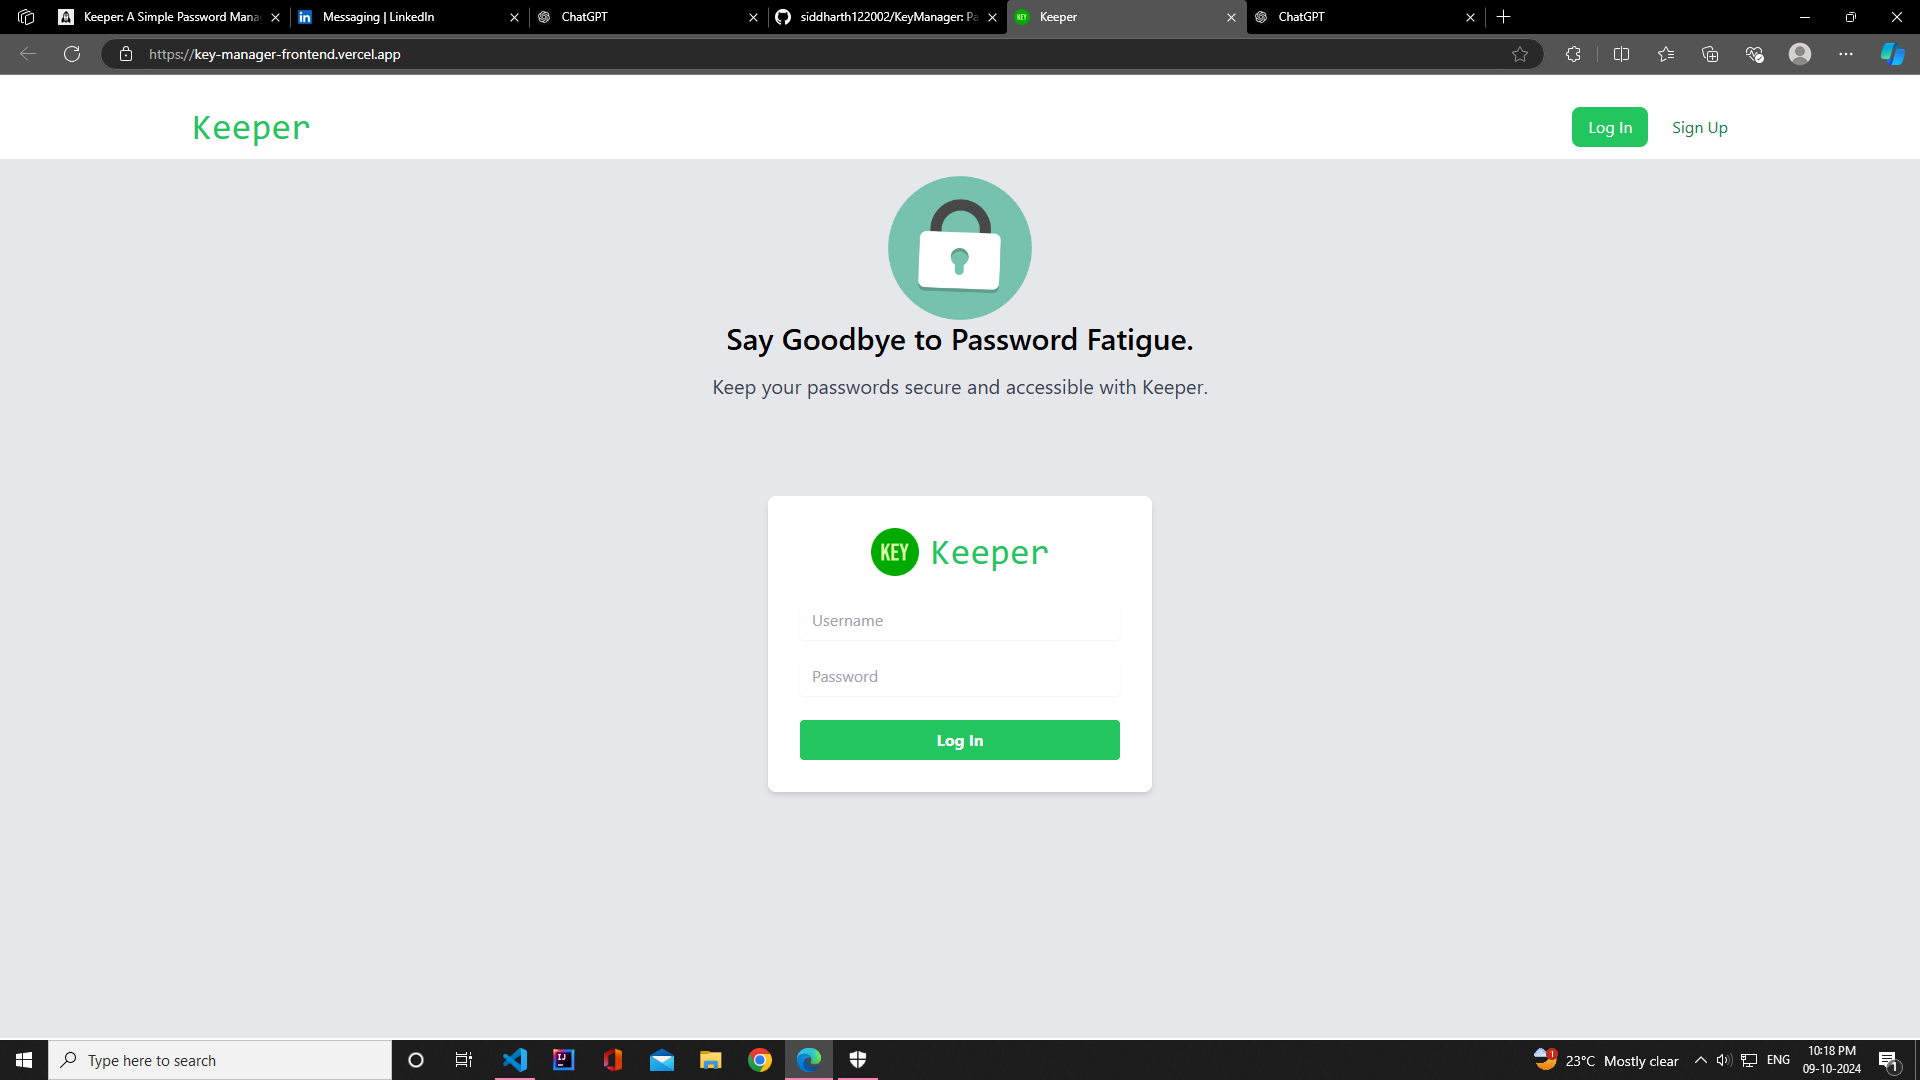 Keeper: A Simple Password Mana
Messaging | LinkedIn
ChatGPT
siddharth122002/KeyManager: Pa
Keeper
ChatGPT
https://key-manager-frontend.vercel.app
Keeper
Log In
Sign Up
Say Goodbye to Password Fatigue.
Keep your passwords secure and accessible with Keeper.
KEY Keeper
Username
Password
Log In
Type here to search
23°C Mostly clear
ENG
10:18 PM
09-10-2024
1